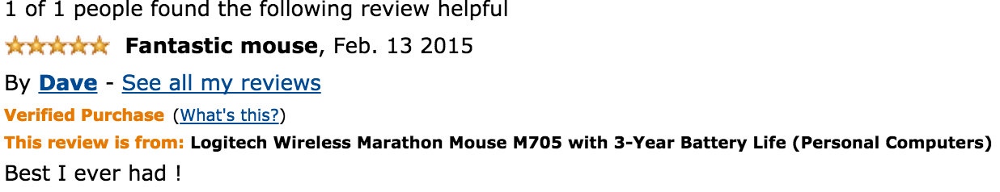 1 of 1 people found the following review helpful
Fantastic mouse, Feb. 13 2015
By Dave - See all my reviews
Verified Purchase (What's this?)
This review is from: Logitech Wireless Marathon Mouse M705 with 3-Year Battery Life (Personal Computers)
Best I ever had !